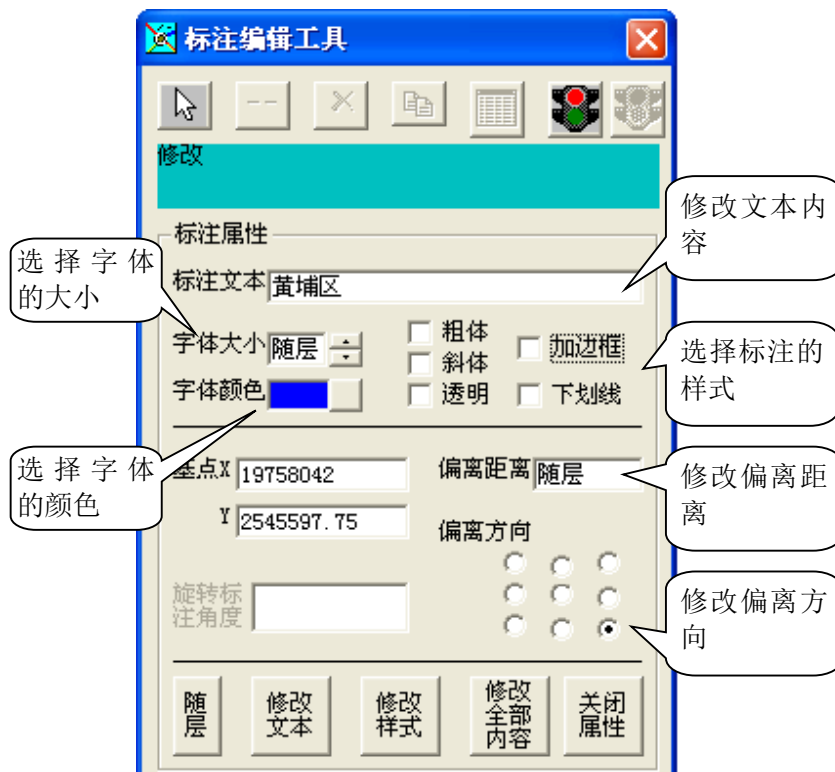 标注编辑工具
修改
修改文本内
容
标注属性
选择字体
的大小
标注文本 黄埔区
字体大小 随层
粗体
斜体
透明
加边框
下划线
选择标注的
样式
字体颜色
选择字体
的颜色
基点X 19758042
Y 2545597.75
偏离距离 随层
修改偏离距
离
偏离方向
修改偏离方
向
旋转标
注角度
随
层
修改
文本
修改
样式
修改
全部
内容
关闭
属性